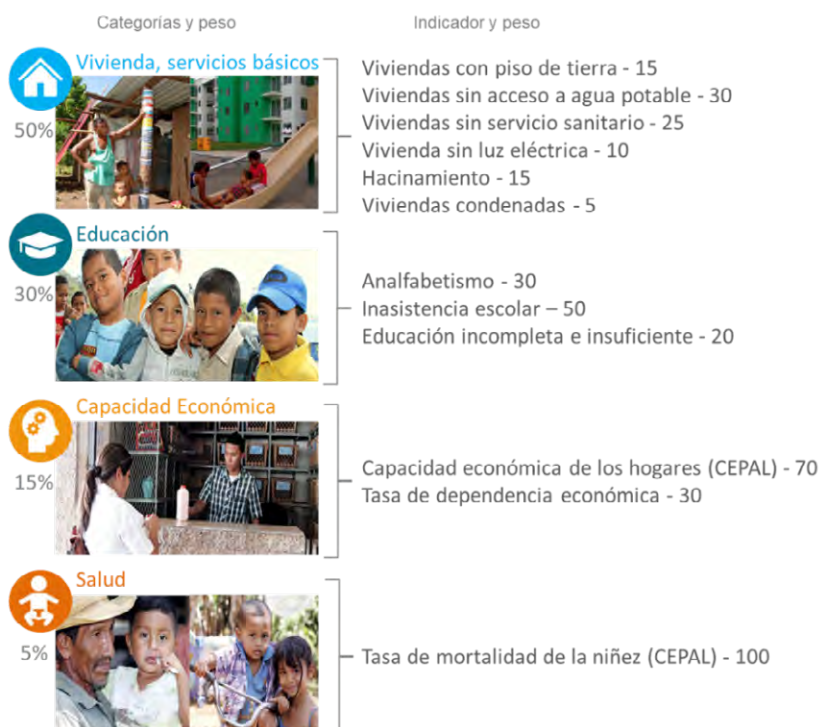 Categorías y peso
Indicador y peso
Vivienda, servicios básicos
50%
Viviendas con piso de tierra - 15
Viviendas sin acceso a agua potable - 30
Viviendas sin servicio sanitario - 25
Vivienda sin luz eléctrica - 10
Hacinamiento - 15
Viviendas condenadas - 5
Educación
30%
Analfabetismo - 30
Inasistencia escolar – 50
Educación incompleta e insuficiente - 20
Capacidad Económica
15%
Capacidad económica de los hogares (CEPAL) - 70
Tasa de dependencia económica - 30
Salud
5%
Tasa de mortalidad de la niñez (CEPAL) - 100